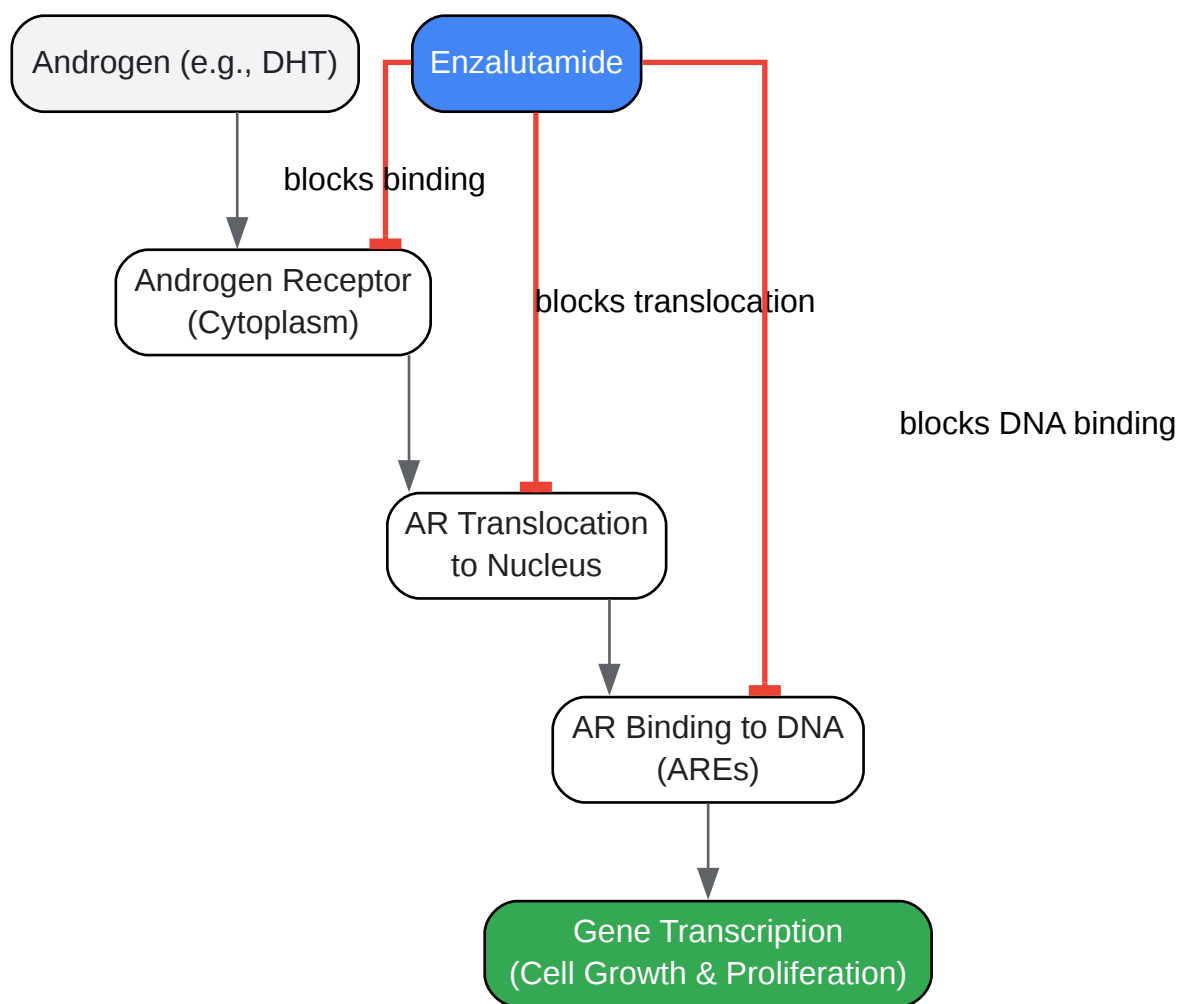 Androgen (e.g., DHT)
Enzalutamide
blocks binding
Androgen Receptor
(Cytoplasm)
blocks translocation
blocks DNA binding
AR Translocation
to Nucleus
AR Binding to DNA
(AREs)
Gene Transcription
(Cell Growth & Proliferation)